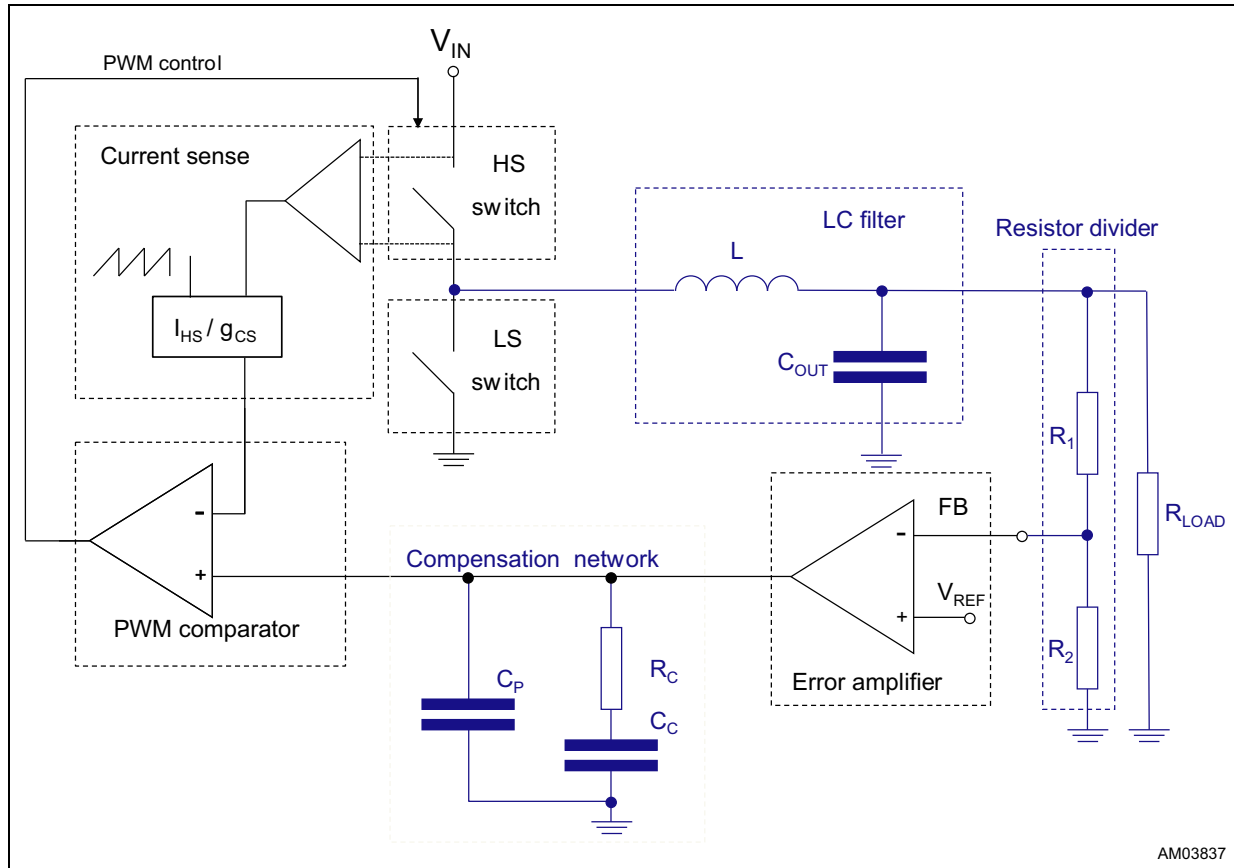 V_IN
PWM control
Current sense
HS
switch
LC filter
Resistor divider
L
I_HS / g_CS
LS
switch
C_OUT
R_1
FB
R_LOAD
-
-
Compensation network
V_REF
+
+
PWM comparator
R_2
R_C
Error amplifier
C_P
C_C
AM03837